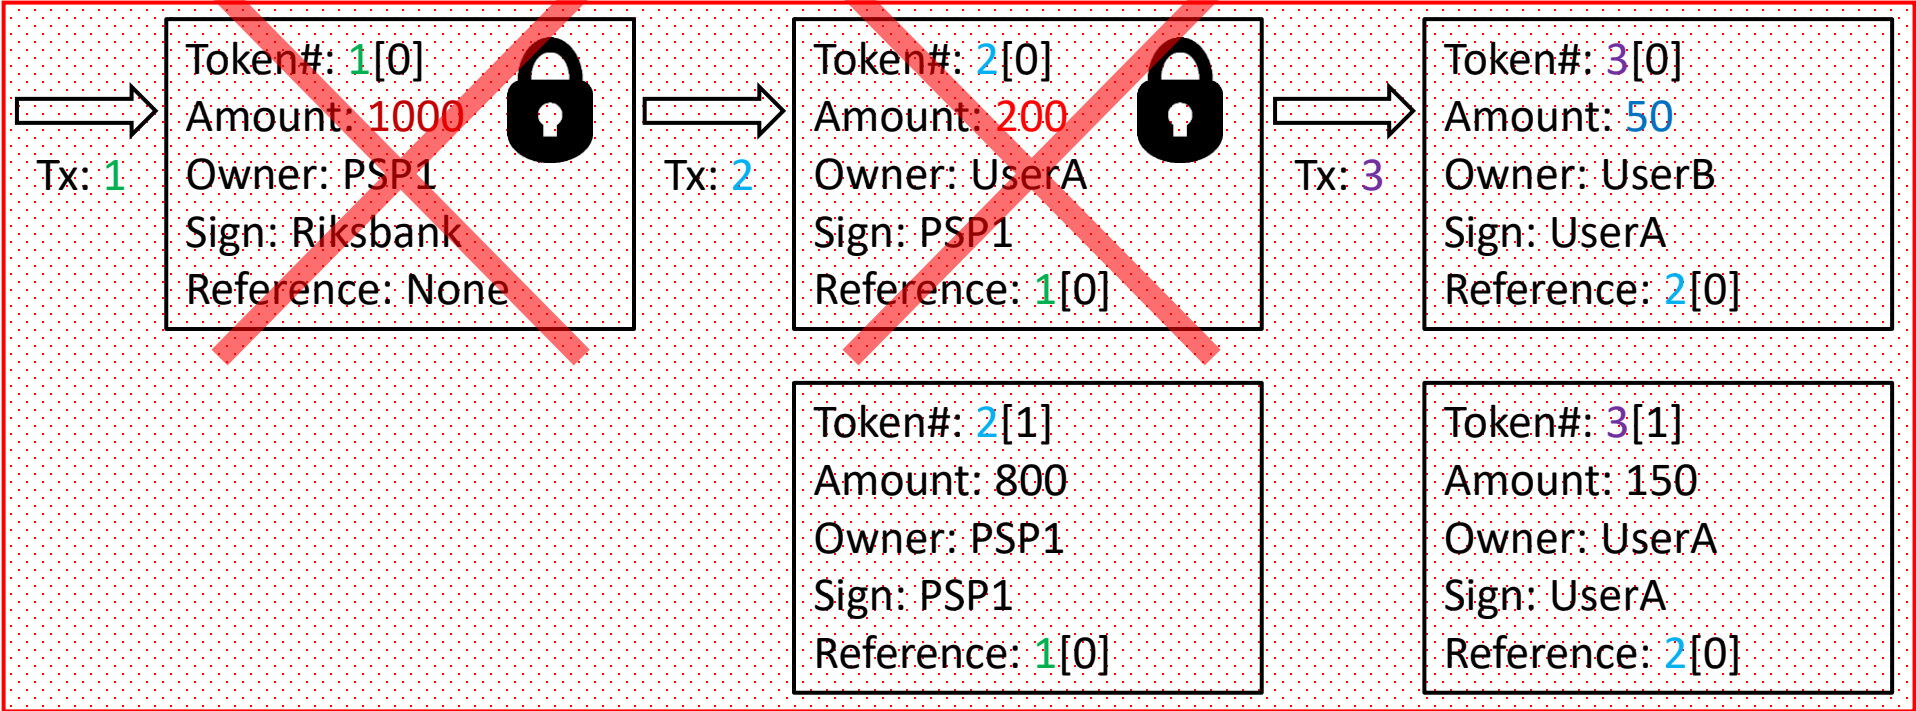 Tx: 1
Token#: 1[0]
Amount: 1000
Owner: PSP1
Sign: Riksbank
Reference: None
Tx: 2
Token#: 2[0]
Amount: 200
Owner: UserA
Sign: PSP1
Reference: 1[0]
Token#: 2[1]
Amount: 800
Owner: PSP1
Sign: PSP1
Reference: 1[0]
Tx: 3
Token#: 3[0]
Amount: 50
Owner: UserB
Sign: UserA
Reference: 2[0]
Token#: 3[1]
Amount: 150
Owner: UserA
Sign: UserA
Reference: 2[0]